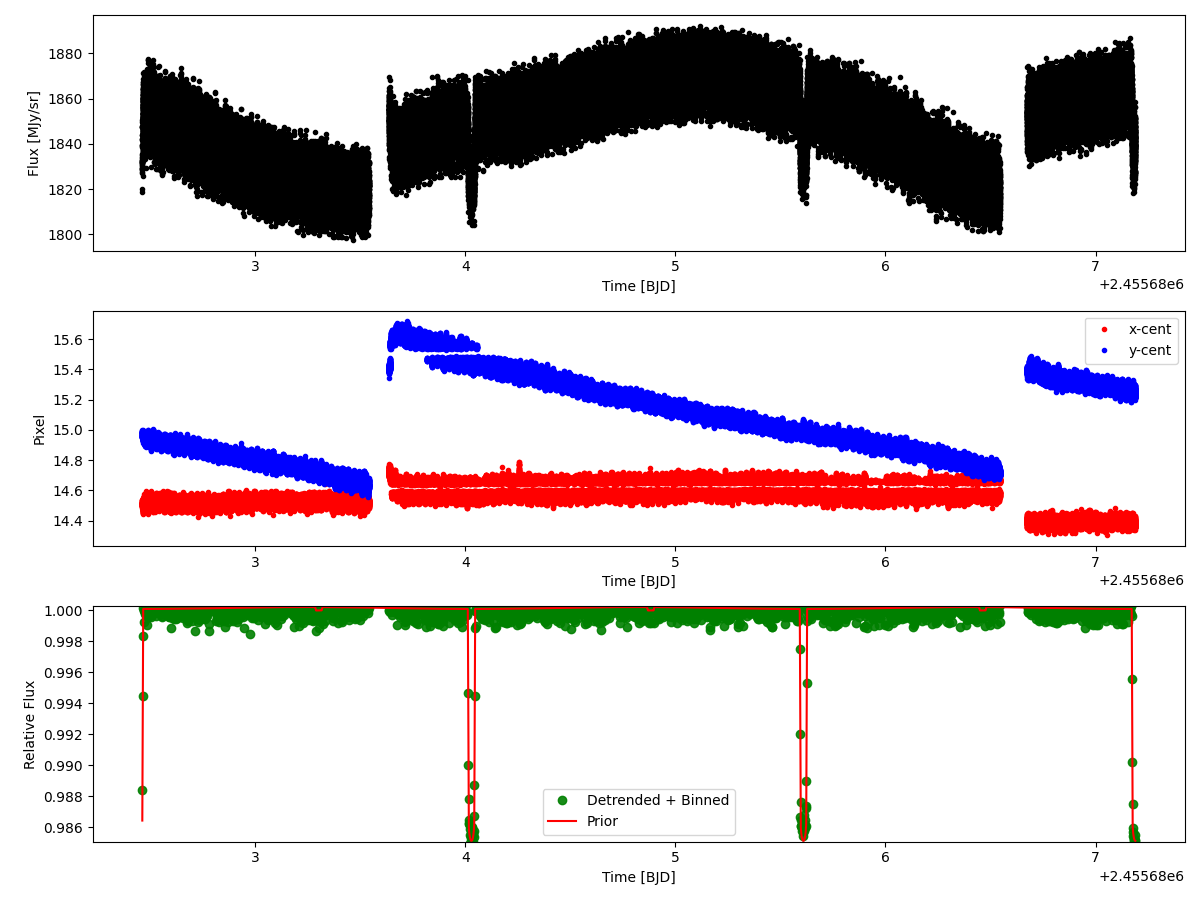 Flux [MJy/sr]
1880
1860
1840
1820
1800
3
4
5
6
7
Time [BJD]
+2.45568e6
Pixel
15.6
15.4
15.2
15.0
14.8
14.6
14.4
x-cent
y-cent
3
4
5
6
7
Time [BJD]
+2.45568e6
Relative Flux
1.000
0.998
0.996
0.994
0.992
0.990
0.988
0.986
Detrended + Binned
Prior
3
4
5
6
7
Time [BJD]
+2.45568e6